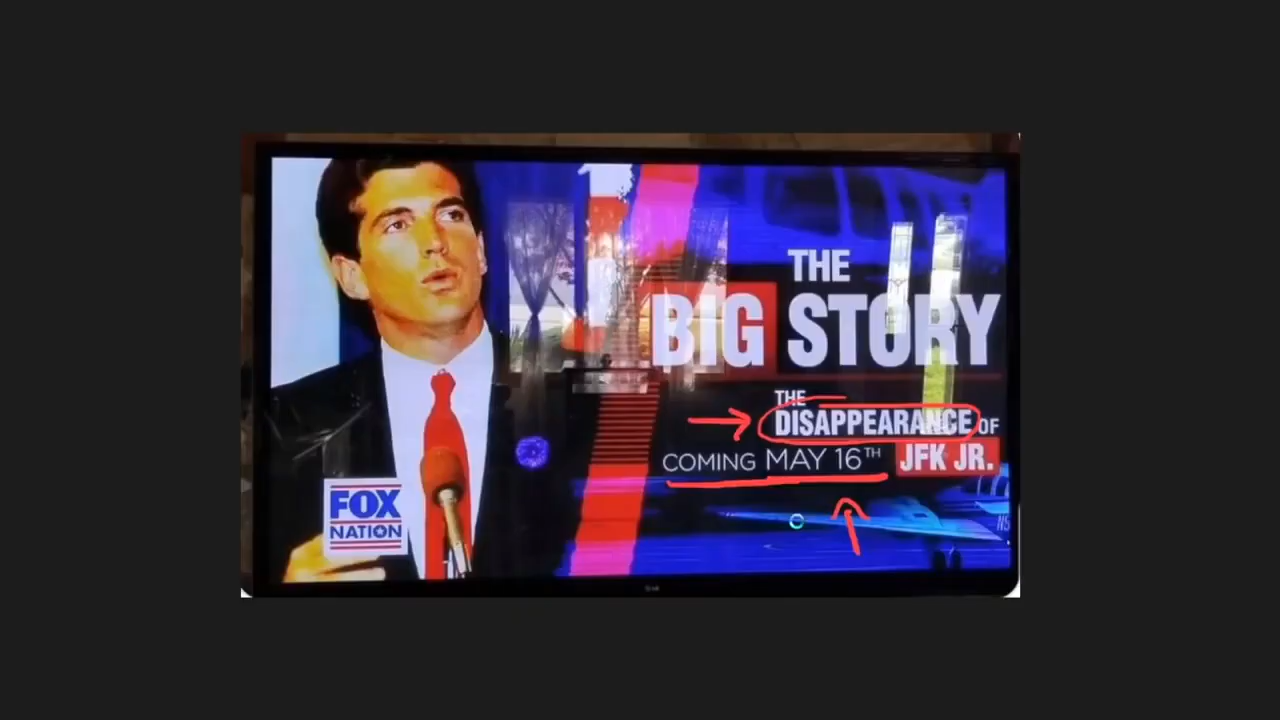 THE
BIG STORY
THE
DISAPPEARANCE OF
COMING MAY 16TH JFK JR.
FOX
NATION